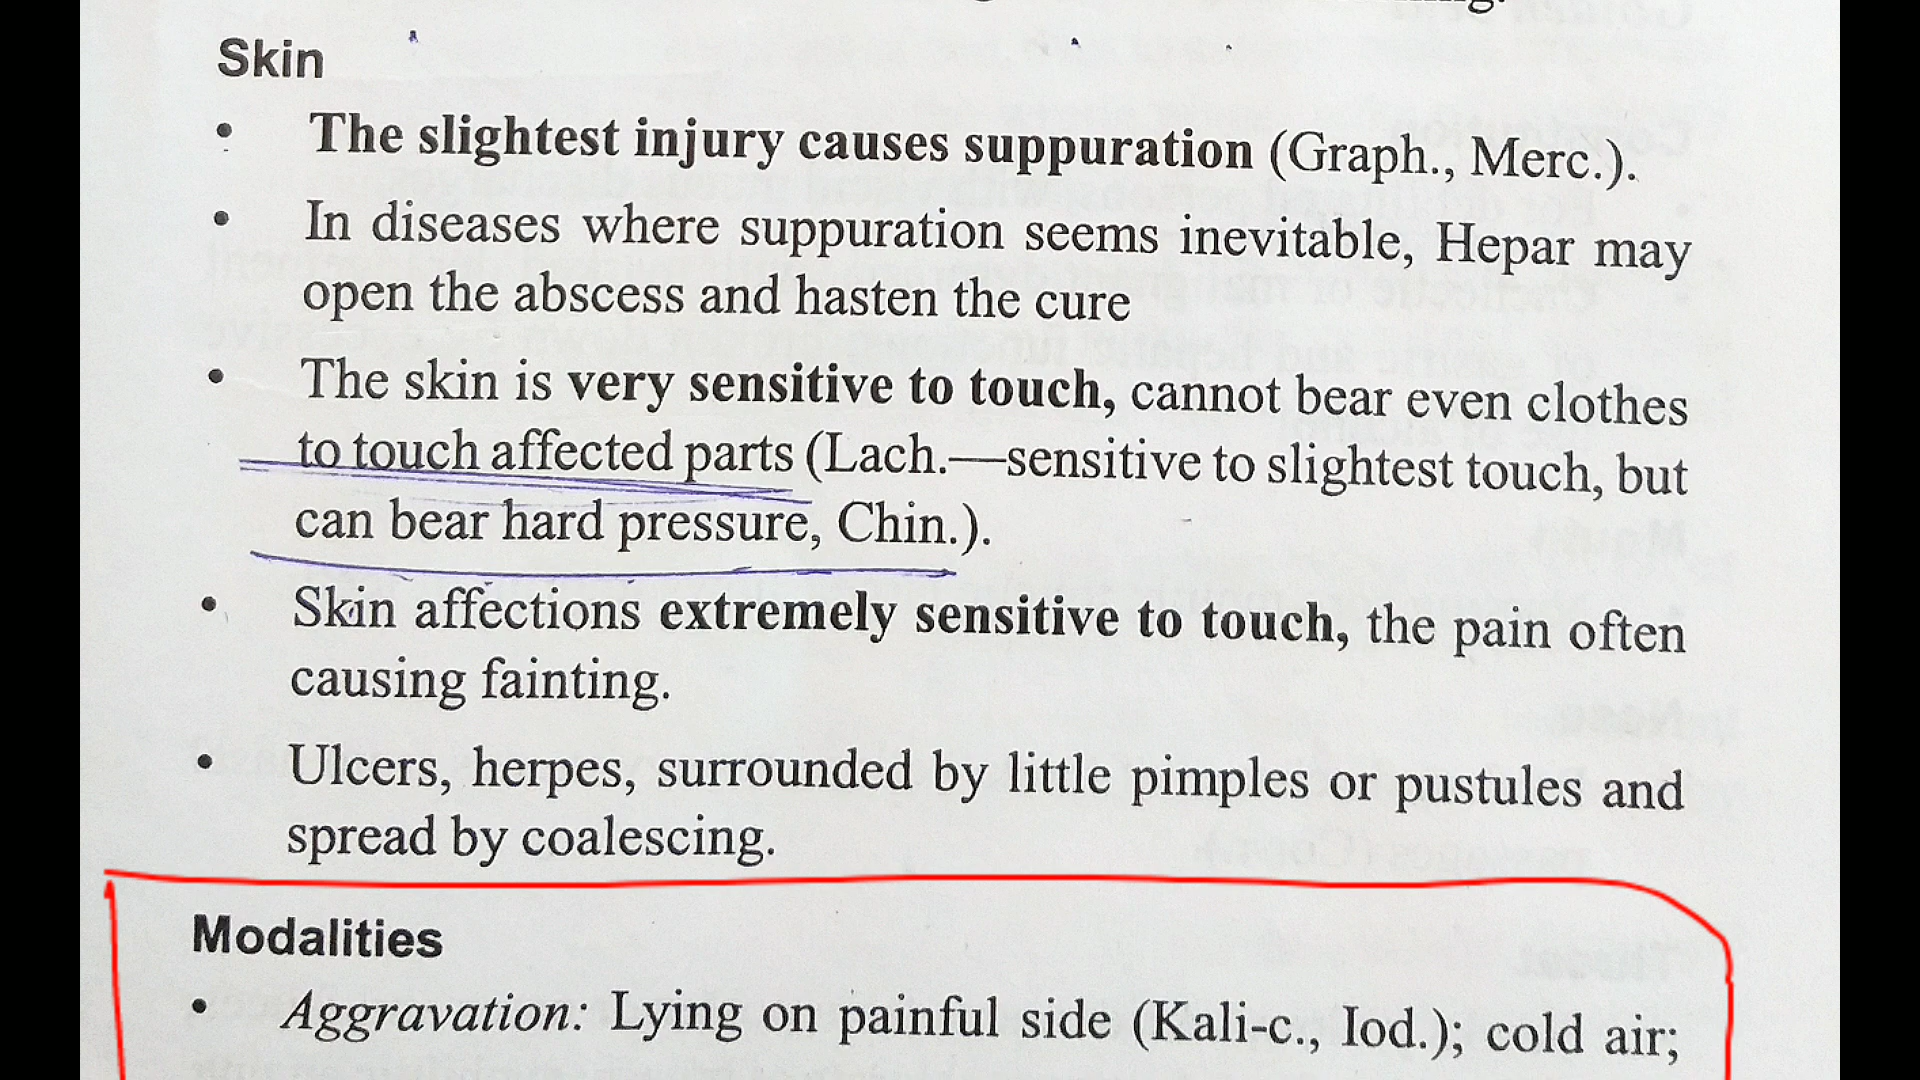 Skin
• The slightest injury causes suppuration (Graph., Merc.).
• In diseases where suppuration seems inevitable, Hepar may
open the abscess and hasten the cure
• The skin is very sensitive to touch, cannot bear even clothes
to touch affected parts (Lach.—sensitive to slightest touch, but
can bear hard pressure, Chin.).
• Skin affections extremely sensitive to touch, the pain often
causing fainting.
• Ulcers, herpes, surrounded by little pimples or pustules and
spread by coalescing.
Modalities
• Aggravation: Lying on painful side (Kali-c., Iod.); cold air;